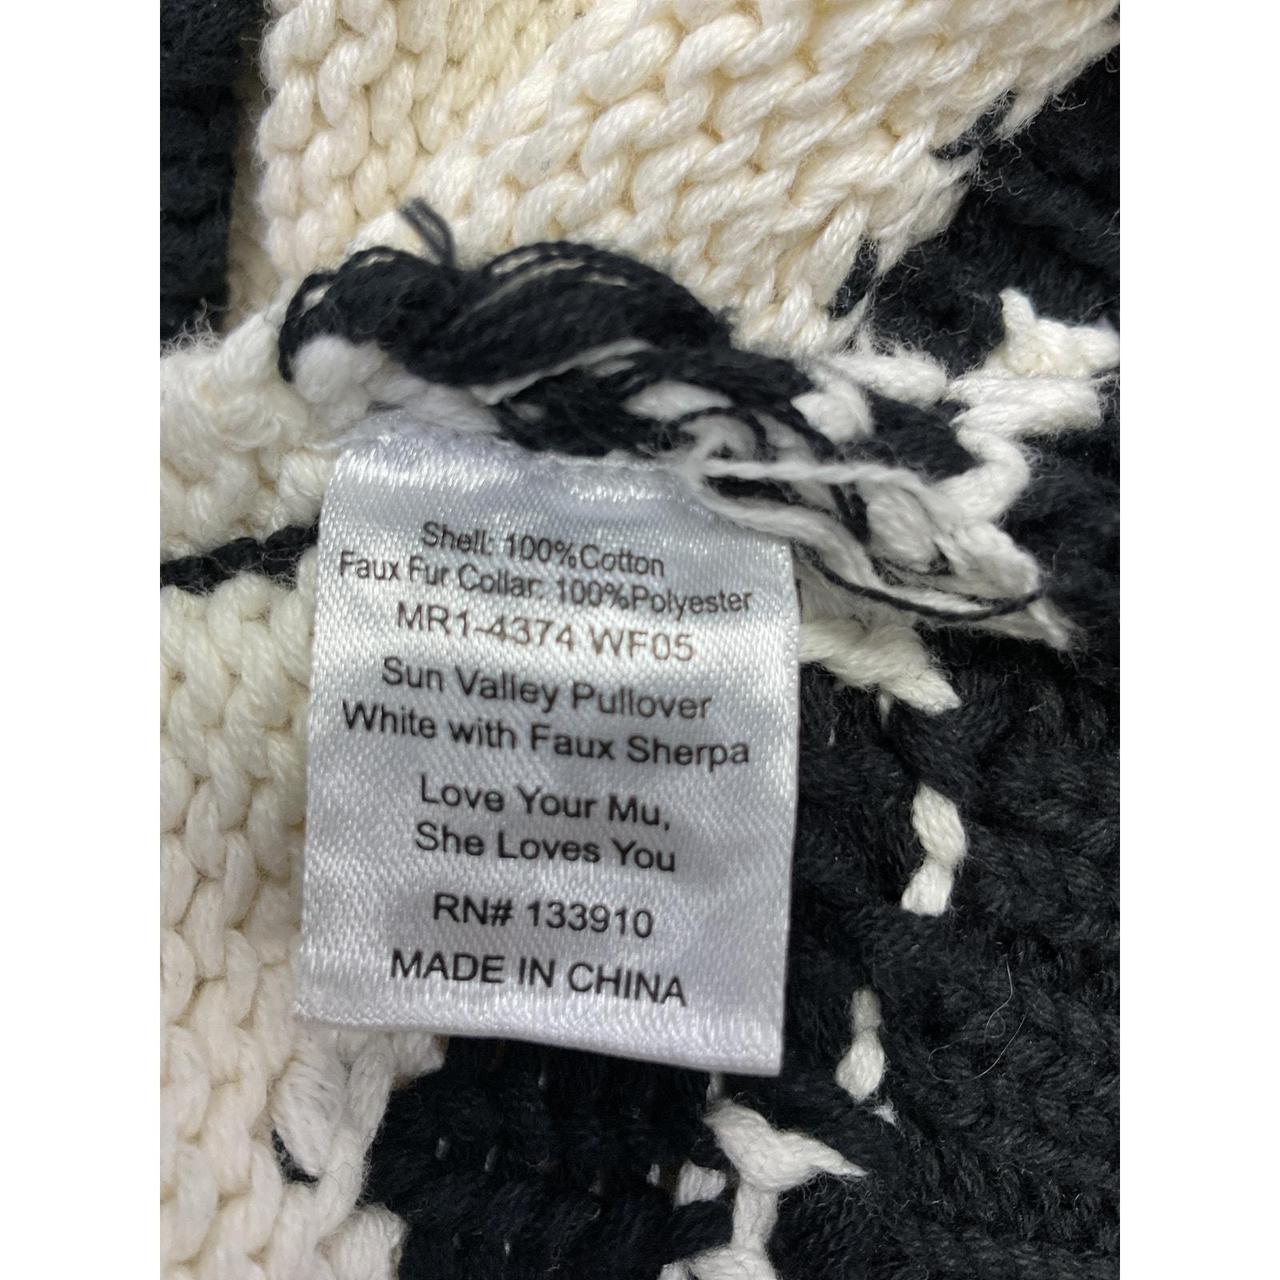 Shell: 100%Cotton
Faux Fur Collar: 100%Polyester
MR1-4374 WF05
Sun Valley Pullover
White with Faux Sherpa
Love Your Mu,
She Loves You
RN# 133910
MADE IN CHINA